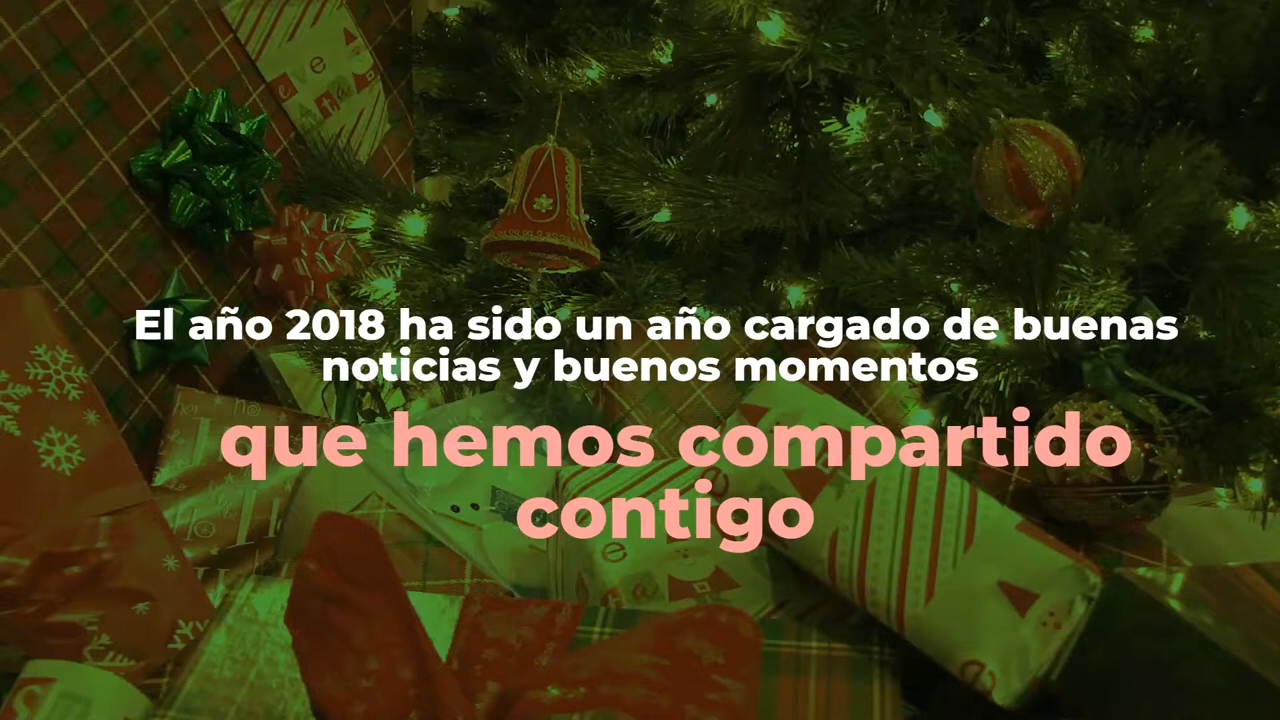 El año 2018 ha sido un año cargado de buenas
noticias y buenos momentos
que hemos compartido
contigo